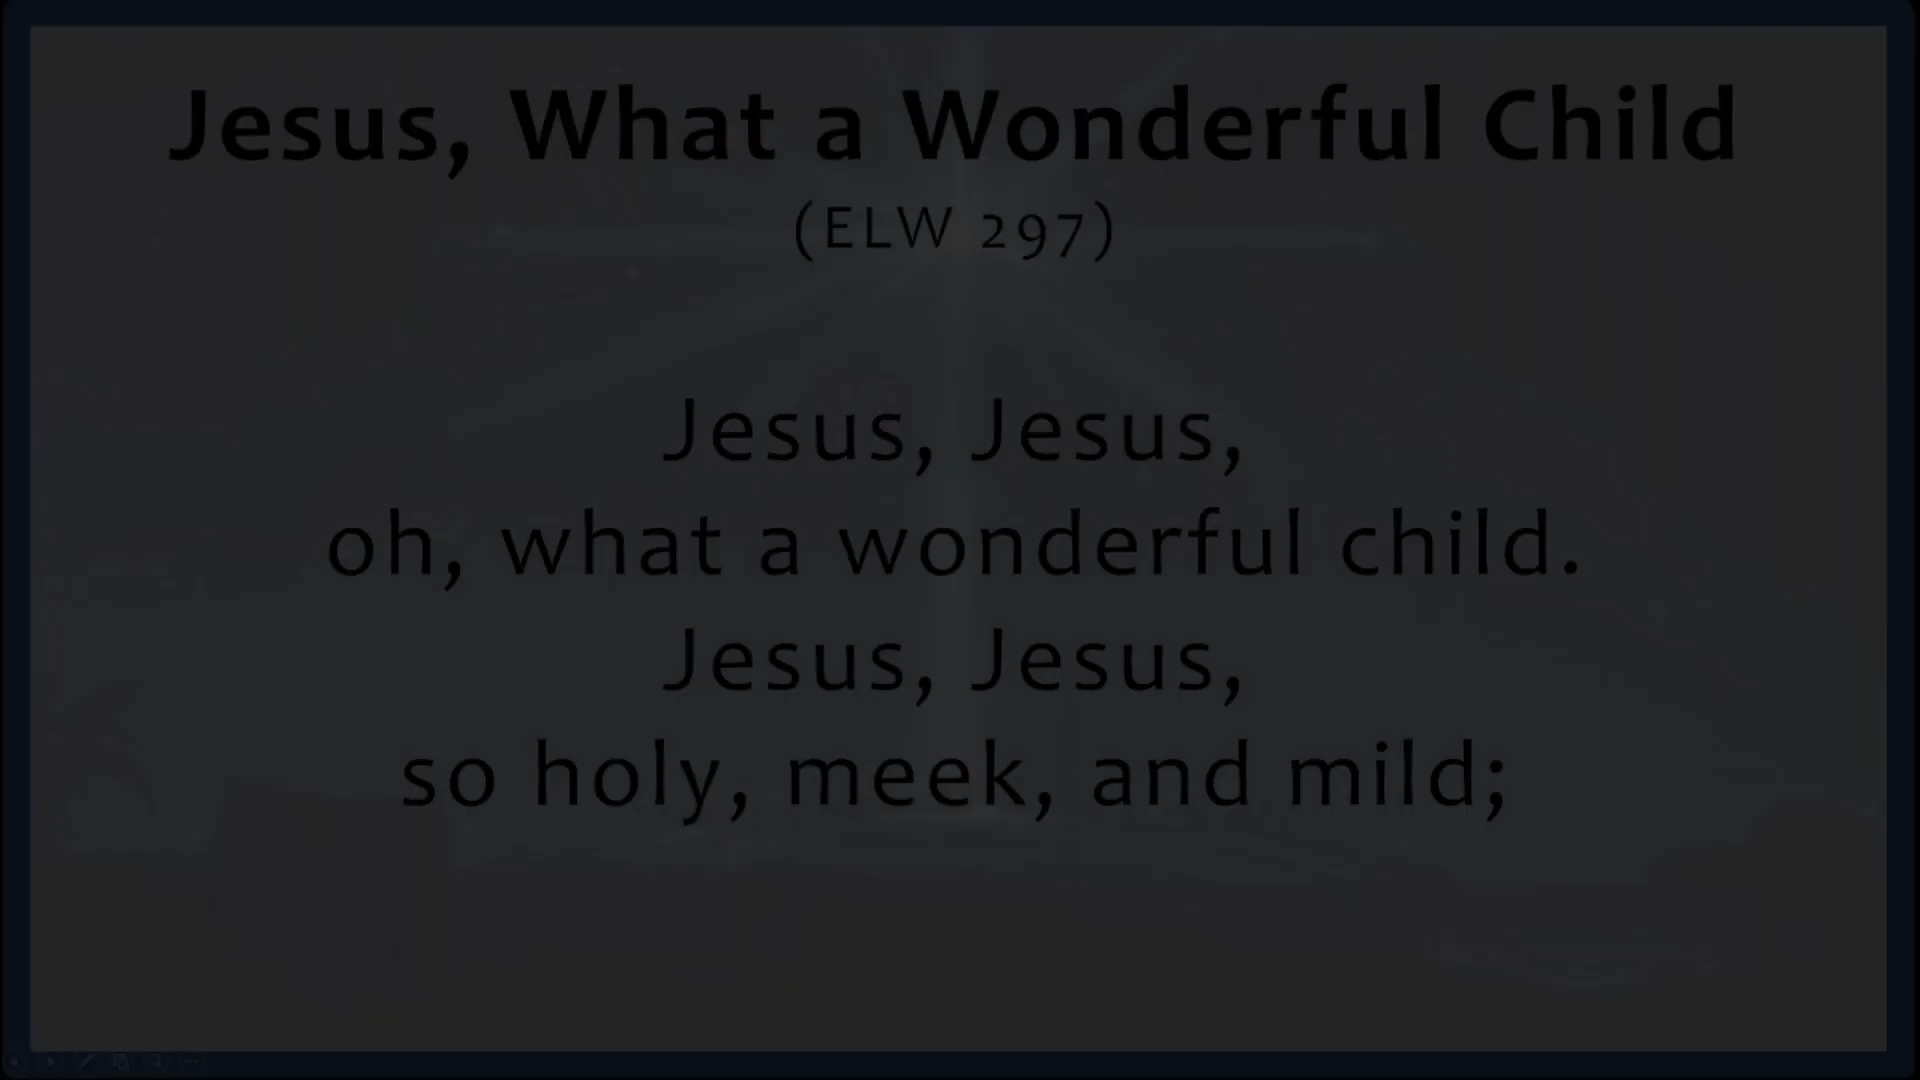 Jesus, What a Wonderful Child
(ELW 297)
Jesus, Jesus,
oh, what a wonderful child.
Jesus, Jesus,
so holy, meek, and mild;